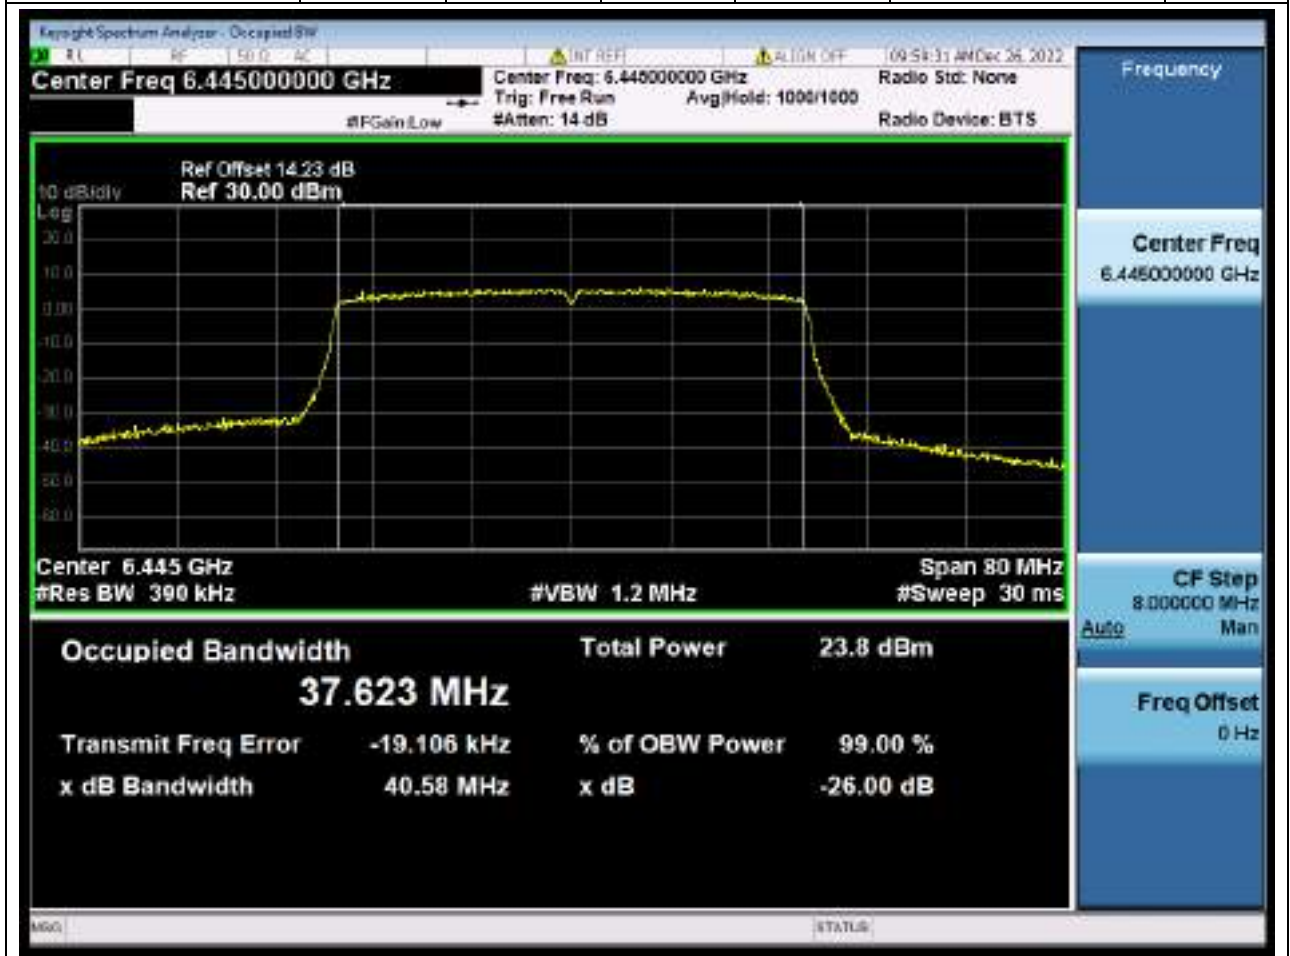 Keysight Spectrum Analyzer - Occupied BW
RL RF 50 Ω AC INT REF ALIGN OFF 09:59:31 AM Dec 26, 2022
Center Freq 6.445000000 GHz
Center Freq: 6.445000000 GHz
Radio Std: None
Trig: Free Run Avg|Hold: 1000/1000
#IFGain:Low #Atten: 14 dB Radio Device: BTS
Ref Offset 14.23 dB
10 dB/div Ref 30.00 dBm
Log
20.0
10.0
0.00
-10.0
-20.0
-30.0
-40.0
-50.0
-60.0
Center 6.445 GHz Span 80 MHz
#Res BW 390 kHz #VBW 1.2 MHz #Sweep 30 ms
Occupied Bandwidth Total Power 23.8 dBm
37.623 MHz
Transmit Freq Error -19.106 kHz % of OBW Power 99.00 %
x dB Bandwidth 40.58 MHz x dB -26.00 dB
MSG STATUS
Frequency
Center Freq
6.445000000 GHz
CF Step
8.000000 MHz
Auto Man
Freq Offset
0 Hz